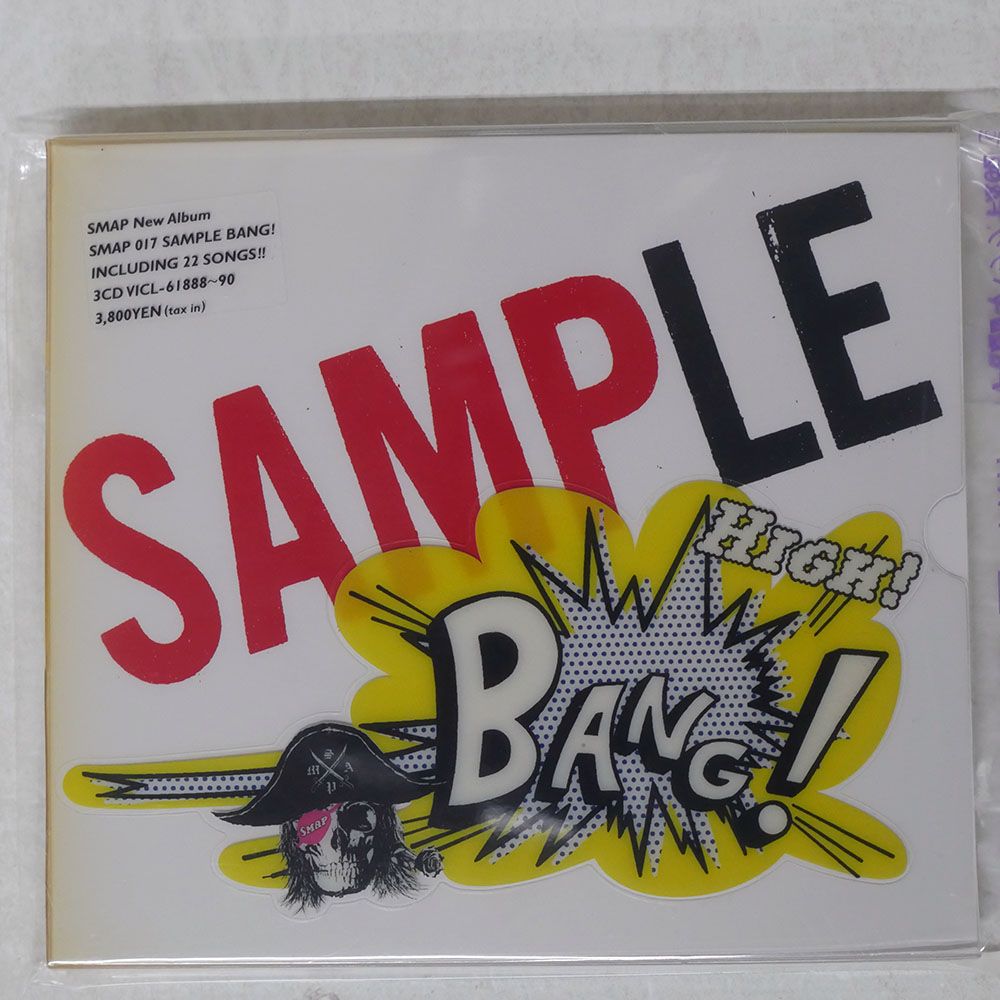 SMAP New Album
SMAP 017 SAMPLE BANG!
INCLUDING 22 SONGS!!
3CD VICL-61888~90
3,800YEN (tax in)
SAMPLE
HIGH!
BANG!
S
M A
P
SMAP